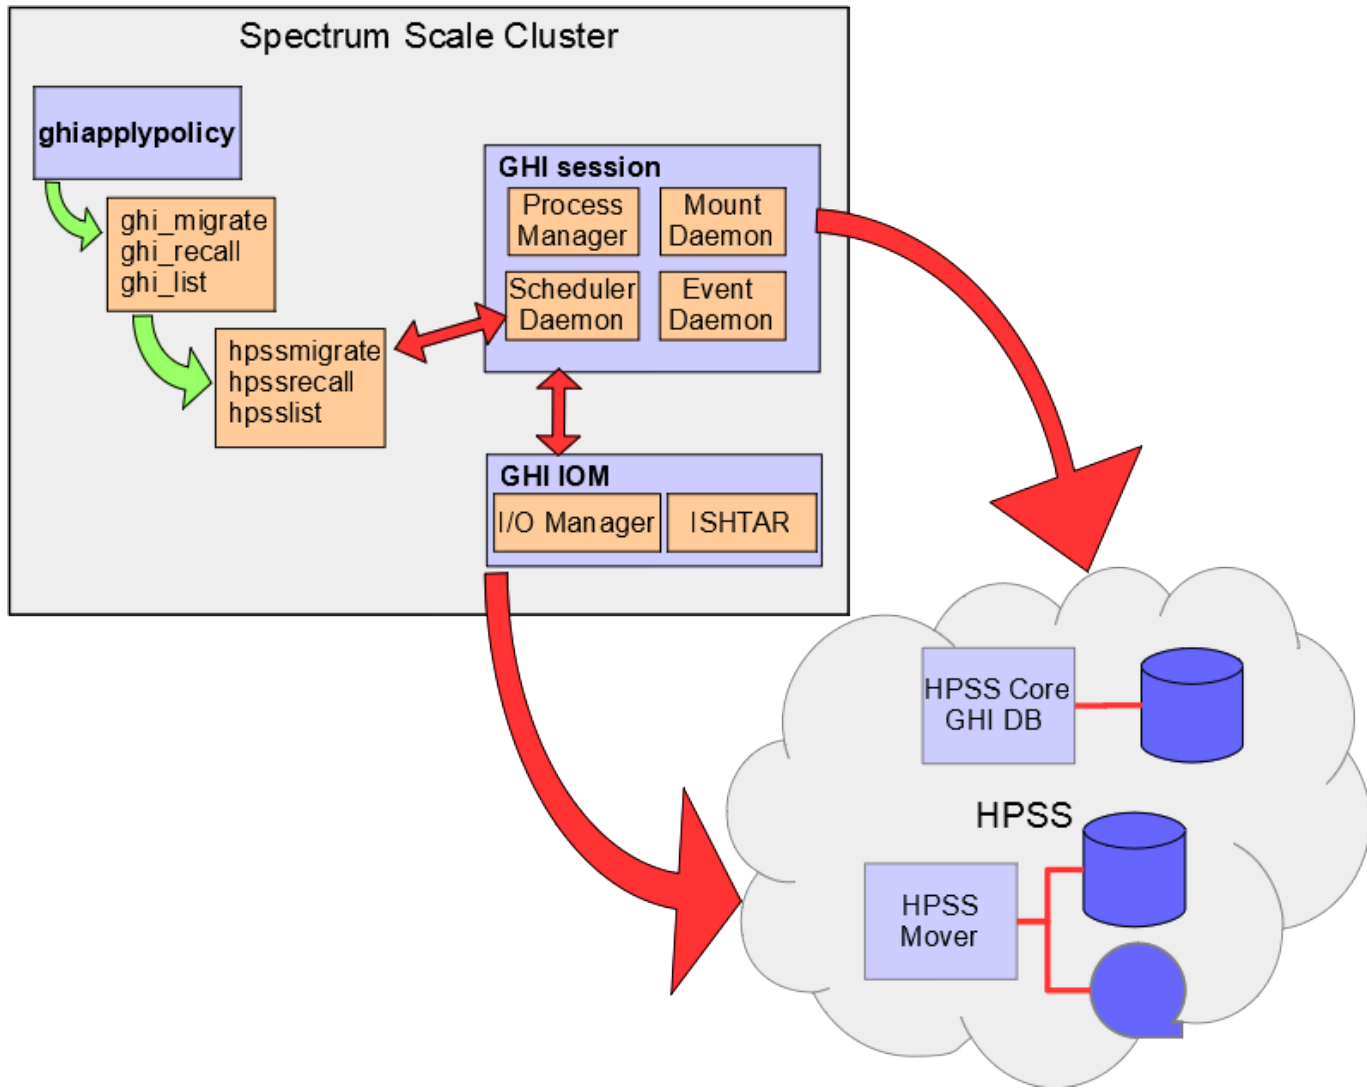 Spectrum Scale Cluster
ghiapplypolicy
ghi_migrate
ghi_recall
ghi_list
hpssmigrate
hpssrecall
hpsslist
GHI session
Process
Manager
Mount
Daemon
Scheduler
Daemon
Event
Daemon
GHI IOM
I/O Manager
ISHTAR
HPSS Core
GHI DB
HPSS
HPSS
Mover